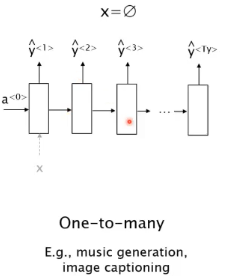 x=∅
ŷ<1> ŷ<2> ŷ<3> ŷ<Ty>
a<0> ...
x
One-to-many
E.g., music generation,
image captioning